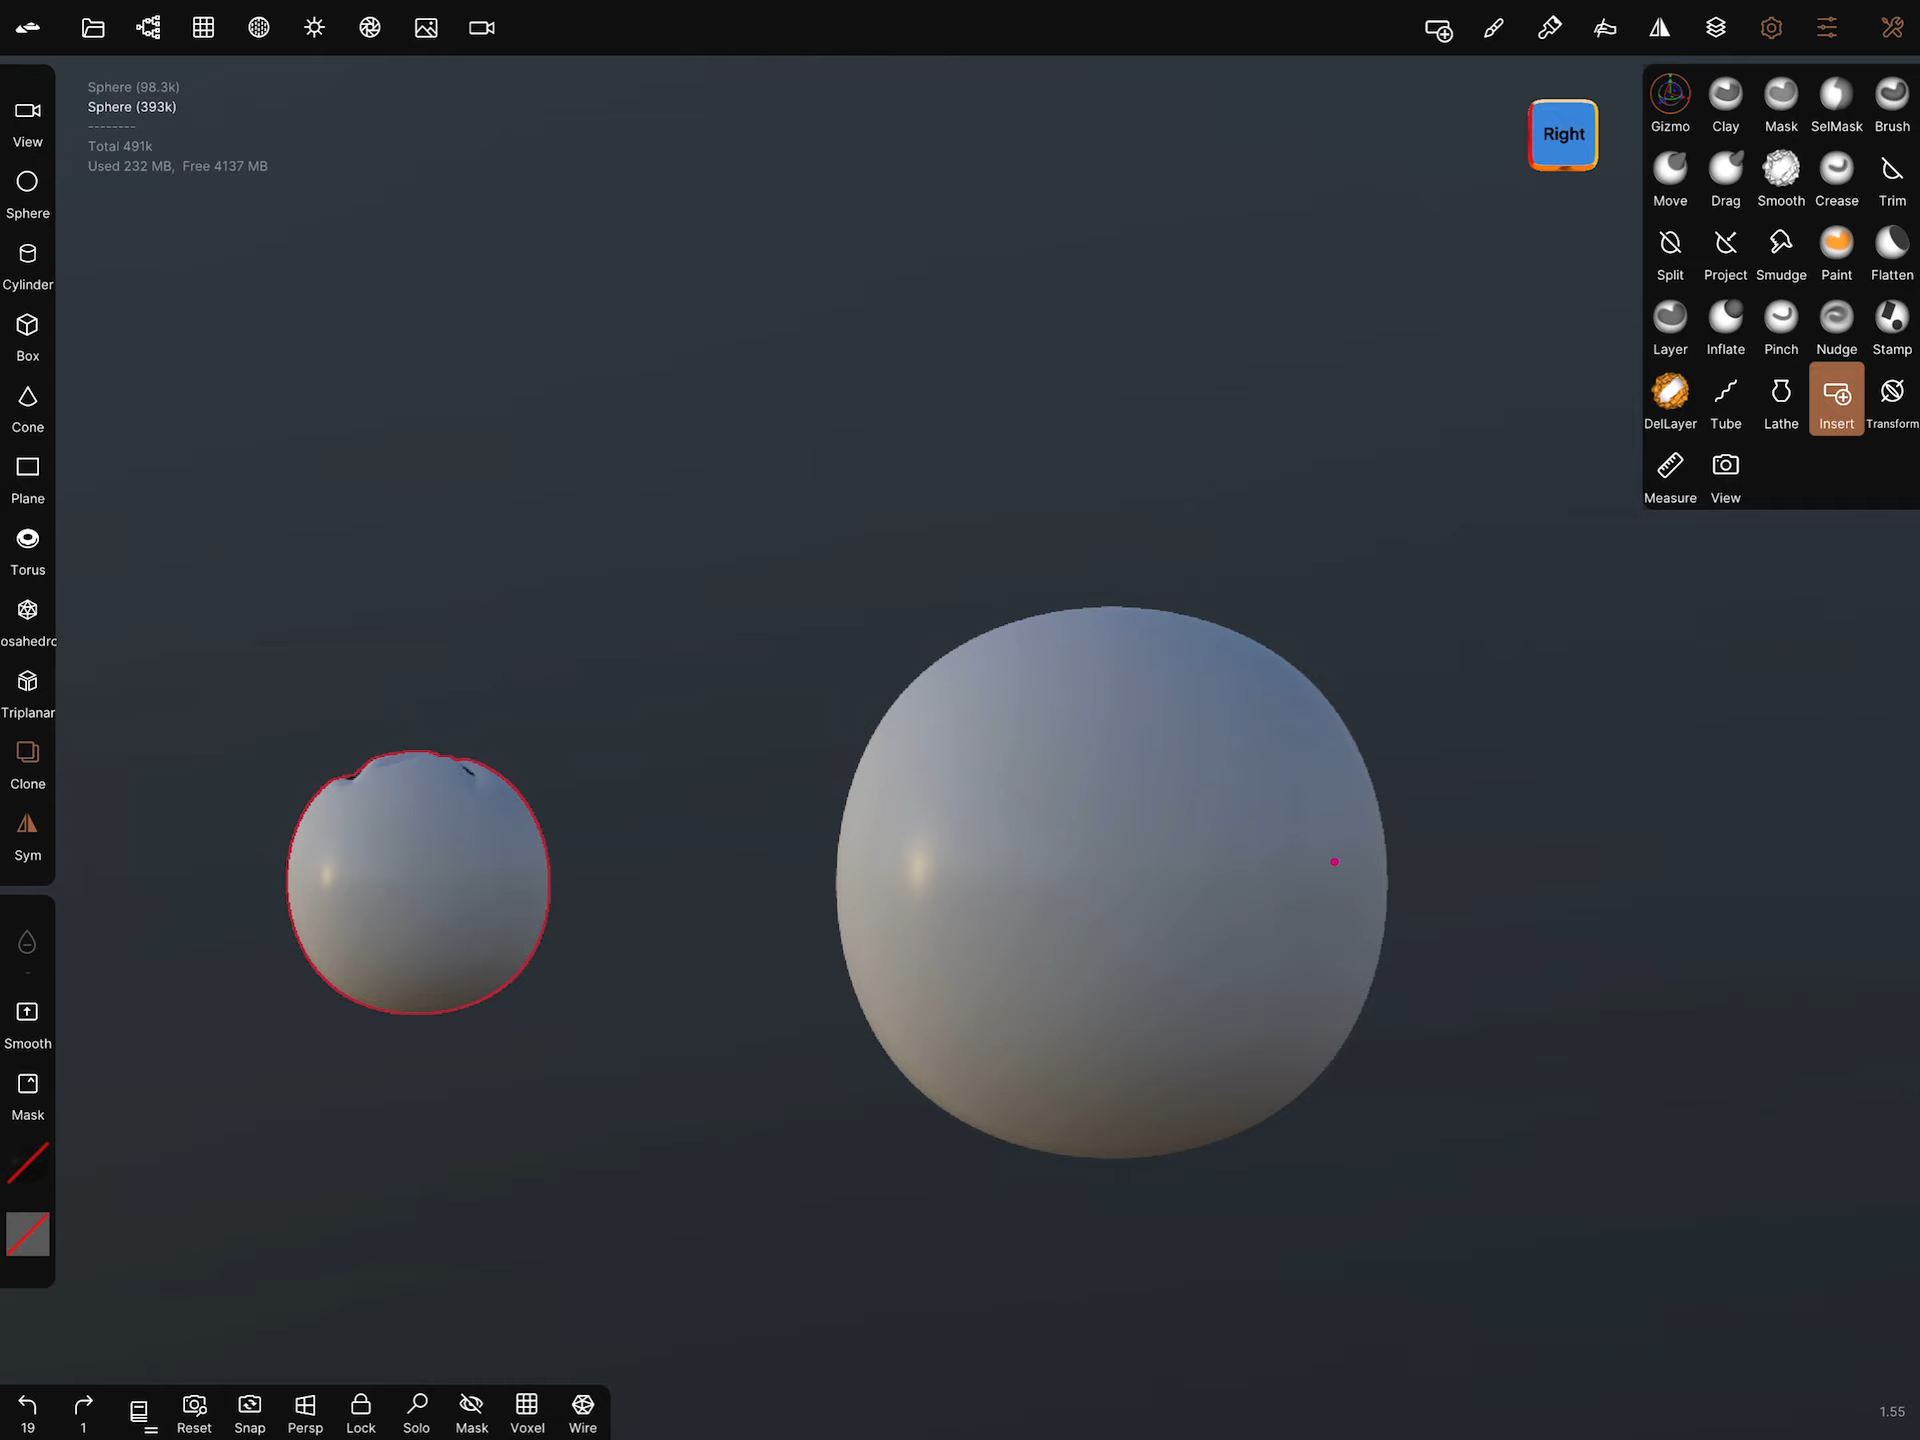 Sphere (98.3k)
Sphere (393k)
--------
Total 491k
Used 232 MB, Free 4137 MB
Right
View
Sphere
Cylinder
Box
Cone
Plane
Torus
osahedro
Triplanar
Clone
Sym
-
Smooth
Mask
Gizmo Clay Mask SelMask Brush
Move Drag Smooth Crease Trim
Split Project Smudge Paint Flatten
Layer Inflate Pinch Nudge Stamp
DelLayer Tube Lathe Insert Transform
Measure View
19 1 Reset Snap Persp Lock Solo Mask Voxel Wire
1.55